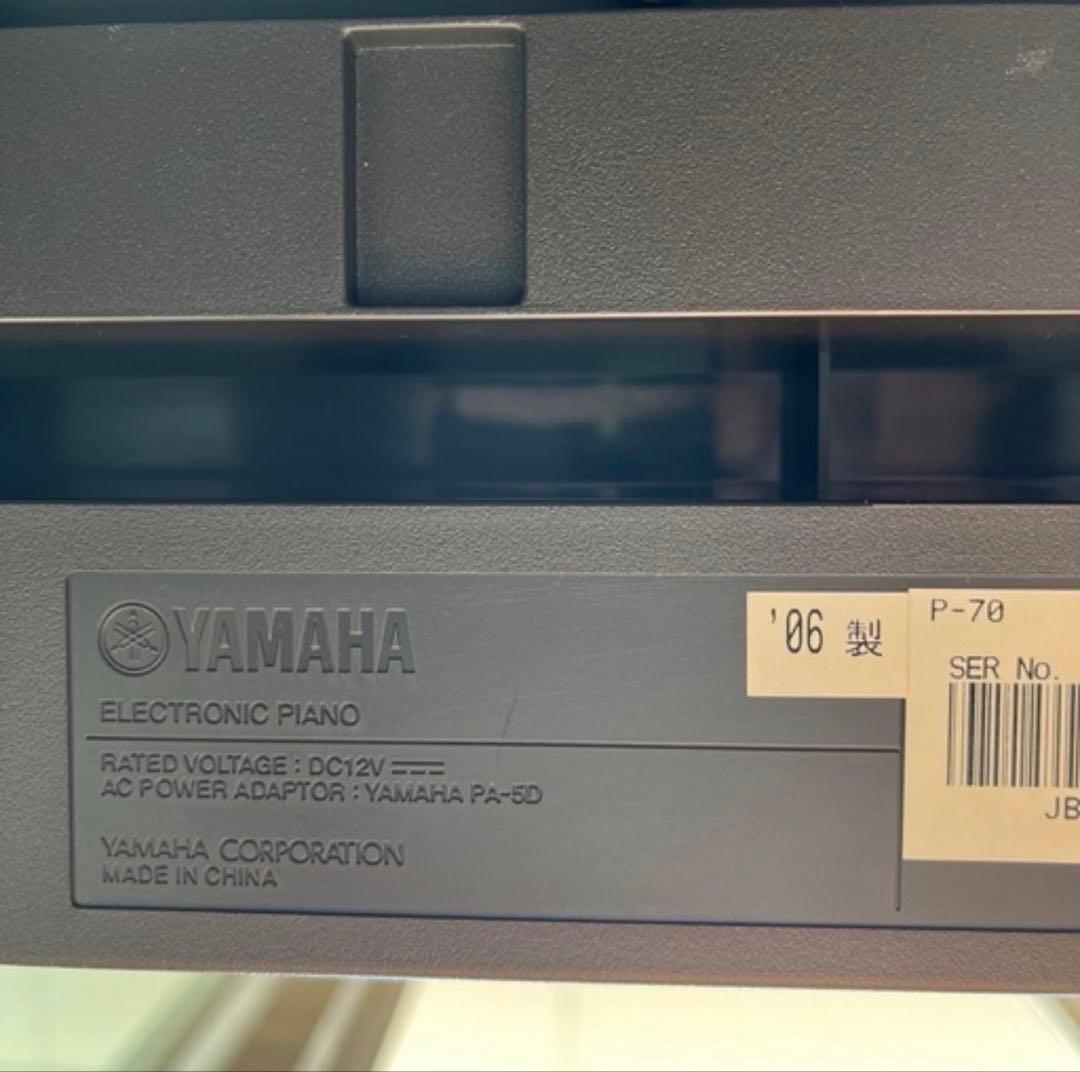 YAMAHA
ELECTRONIC PIANO
RATED VOLTAGE : DC12V
AC POWER ADAPTOR : YAMAHA PA-5D
YAMAHA CORPORATION
MADE IN CHINA
'06 製
P-70
SER No.
JB